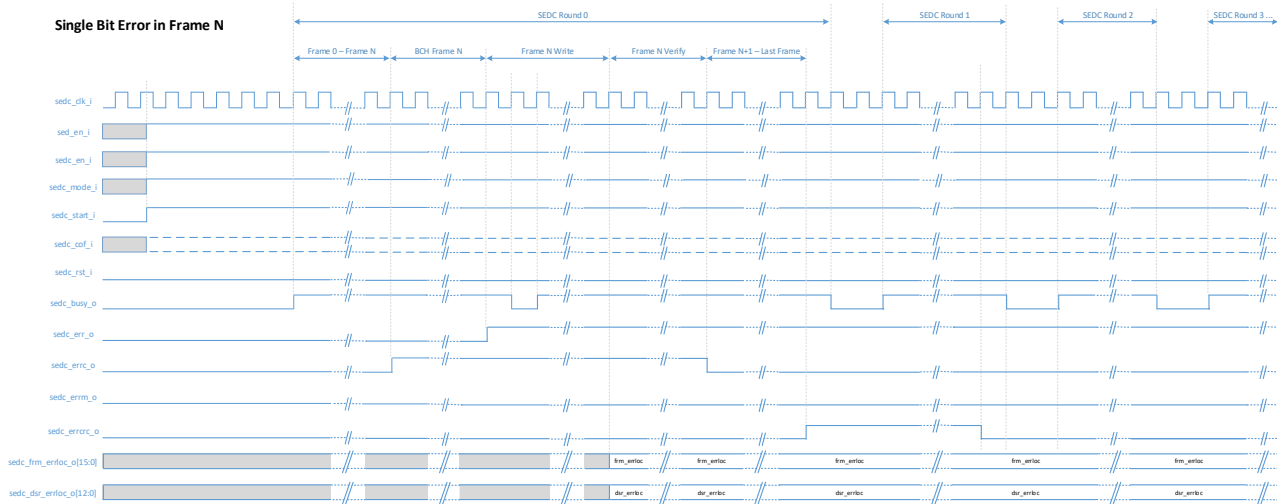 SEDC Round 0
SEDC Round 1
SEDC Round 2
SEDC Round 3 ...
Single Bit Error in Frame N
Frame 0 – Frame N
BCH Frame N
Frame N Write
Frame N Verify
Frame N+1 – Last Frame
sedc_clk_i
sed_en_i
sedc_en_i
sedc_mode_i
sedc_start_i
sedc_cof_i
sedc_rst_i
sedc_busy_o
sedc_err_o
sedc_errc_o
sedc_errm_o
sedc_errcrc_o
sedc_frm_errloc_o[15:0]
frm_errloc
frm_errloc
frm_errloc
frm_errloc
frm_errloc
sedc_dsr_errloc_o[12:0]
dsr_errloc
dsr_errloc
dsr_errloc
dsr_errloc
dsr_errloc